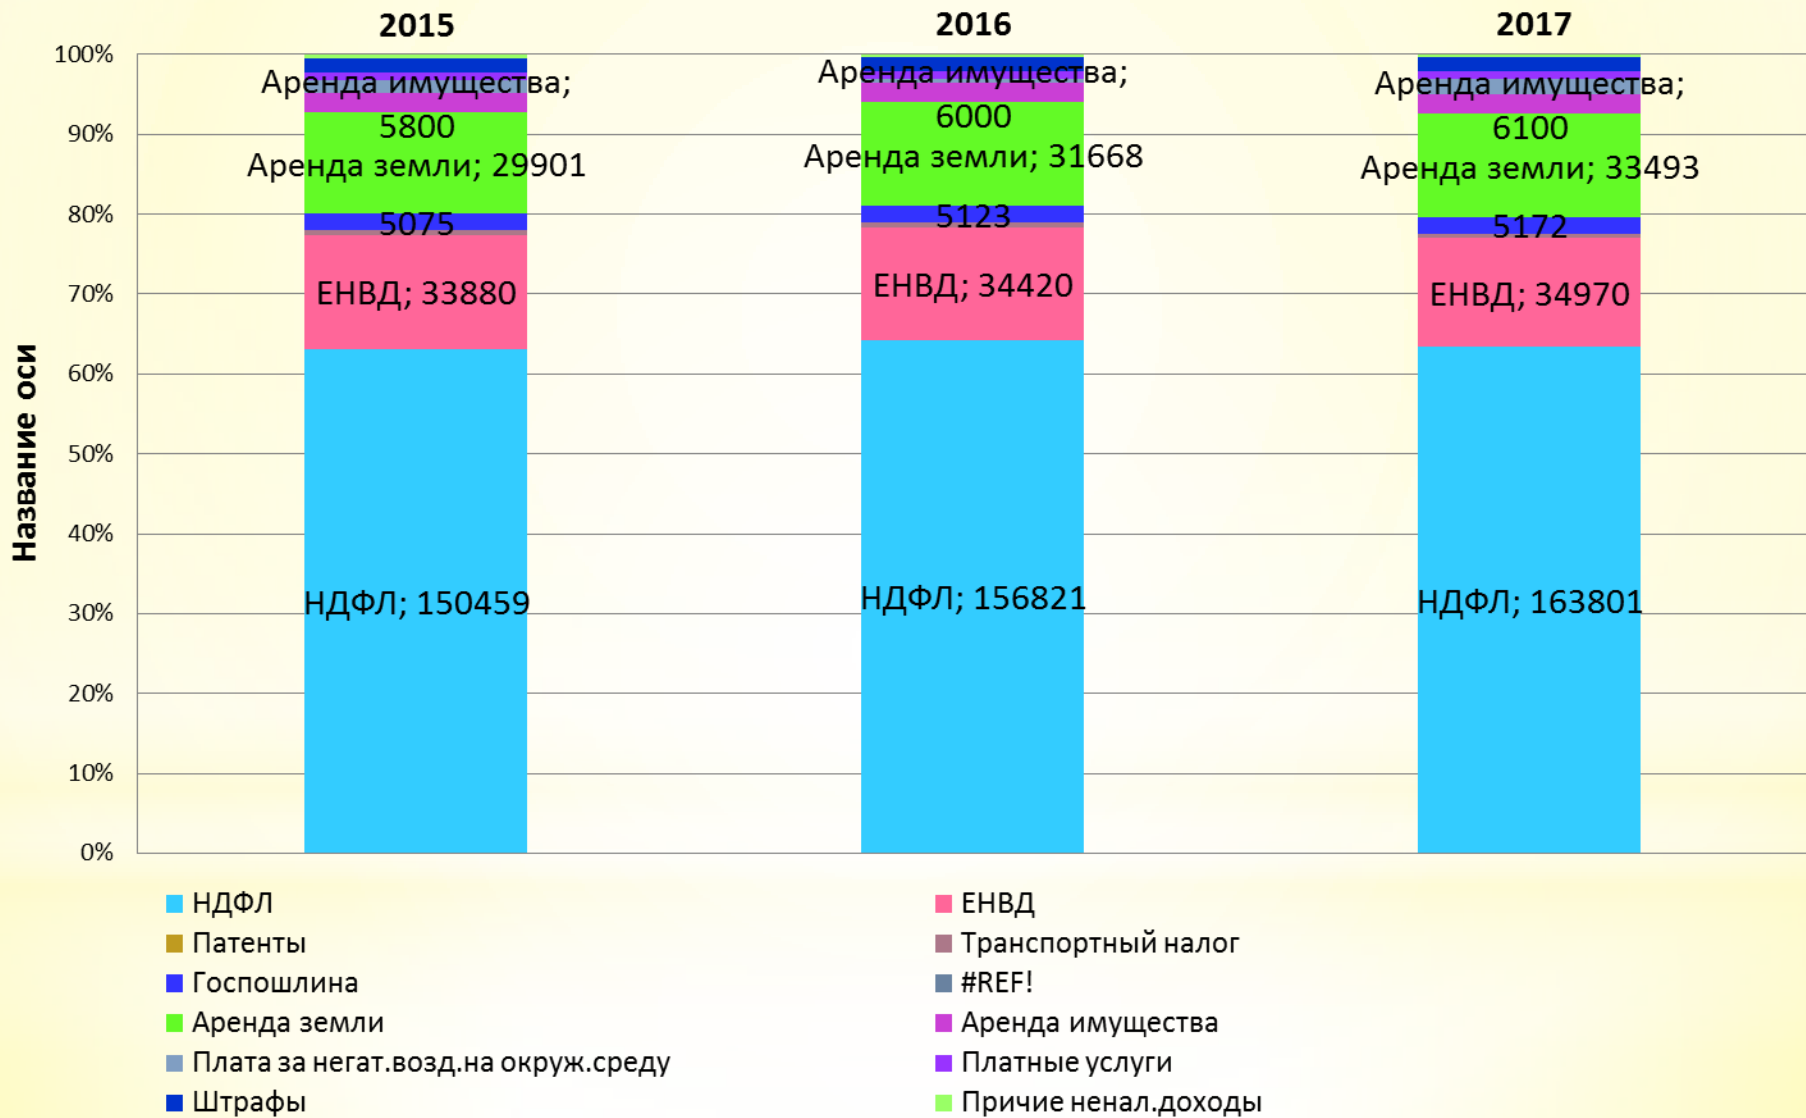 2015 2016 2017
100%
90%
80%
70%
60%
50%
40%
30%
20%
10%
0%
Название оси
Аренда имущества;
5800
Аренда земли; 29901
5075
ЕНВД; 33880
НДФЛ; 150459
Аренда имущества;
6000
Аренда земли; 31668
5123
ЕНВД; 34420
НДФЛ; 156821
Аренда имущества;
6100
Аренда земли; 33493
5172
ЕНВД; 34970
НДФЛ; 163801
НДФЛ
ЕНВД
Патенты
Транспортный налог
Госпошлина
#REF!
Аренда земли
Аренда имущества
Плата за негат.возд.на окруж.среду
Платные услуги
Штрафы
Причие ненал.доходы